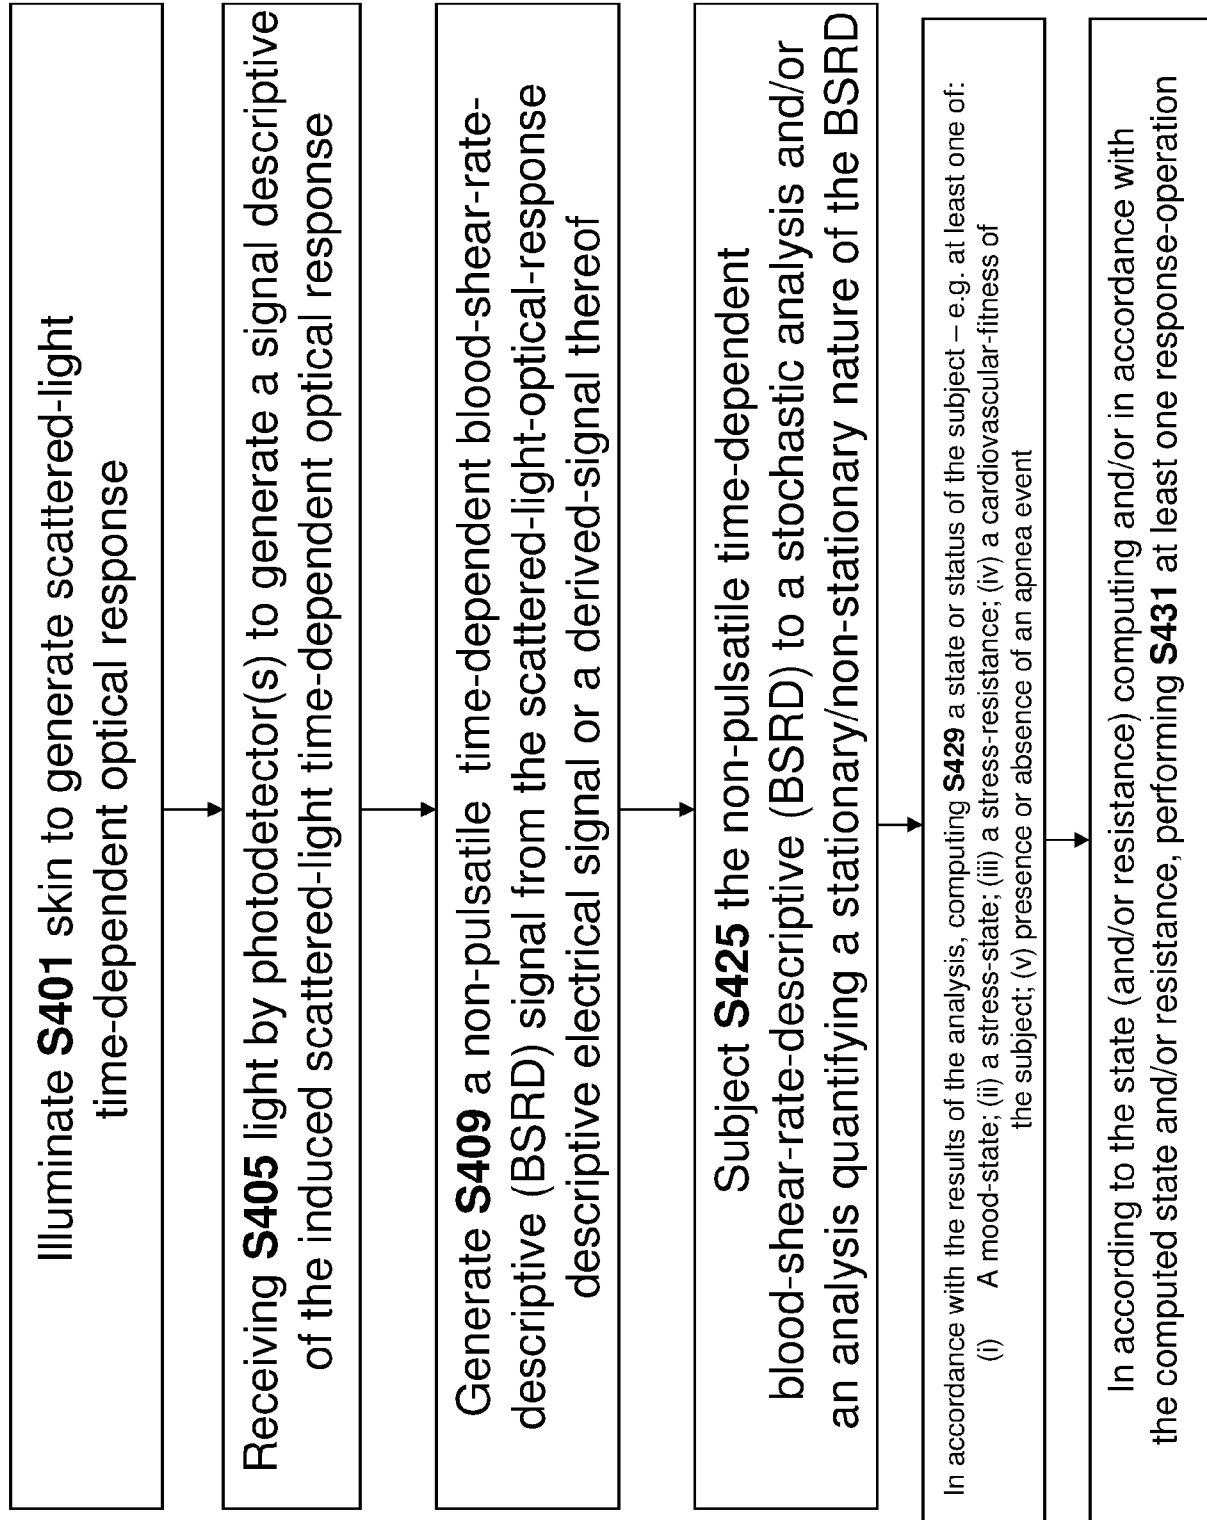 Illuminate S401 skin to generate scattered-light
time-dependent optical response
Receiving S405 light by photodetector(s) to generate a signal descriptive
of the induced scattered-light time-dependent optical response
Generate S409 a non-pulsatile time-dependent blood-shear-rate-
descriptive (BSRD) signal from the scattered-light-optical-response
descriptive electrical signal or a derived-signal thereof
Subject S425 the non-pulsatile time-dependent
blood-shear-rate-descriptive (BSRD) to a stochastic analysis and/or
an analysis quantifying a stationary/non-stationary nature of the BSRD
In accordance with the results of the analysis, computing S429 a state or status of the subject – e.g. at least one of:
(i) A mood-state; (ii) a stress-state; (iii) a stress-resistance; (iv) a cardiovascular-fitness of
the subject; (v) presence or absence of an apnea event
In according to the state (and/or resistance) computing and/or in accordance with
the computed state and/or resistance, performing S431 at least one response-operation